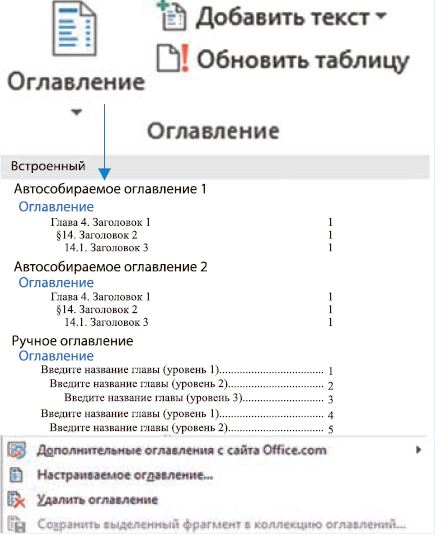 Добавить текст
Обновить таблицу
Оглавление
Оглавление
Встроенный
Автособираемое оглавление 1
Оглавление
Глава 4. Заголовок 1 1
§14. Заголовок 2 1
14.1. Заголовок 3 1
Автособираемое оглавление 2
Оглавление
Глава 4. Заголовок 1 1
§14. Заголовок 2 1
14.1. Заголовок 3 1
Ручное оглавление
Оглавление
Введите название главы (уровень 1)................................... 1
Введите название главы (уровень 2)................................ 2
Введите название главы (уровень 3)............................ 3
Введите название главы (уровень 1)................................... 4
Введите название главы (уровень 2)................................ 5
Дополнительные оглавления с сайта Office.com
Настраиваемое оглавление...
Удалить оглавление
Сохранить выделенный фрагмент в коллекцию оглавлений...